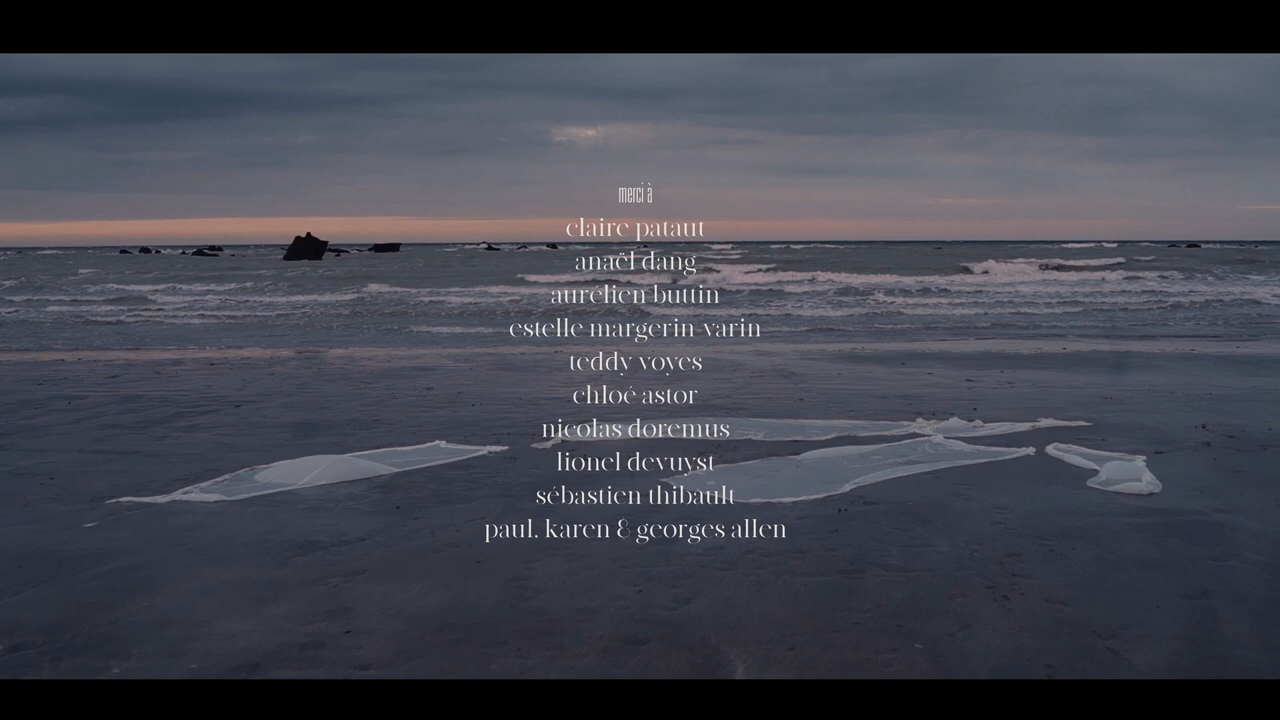 merci à
claire pataut
anaël dang
aurélien buttin
estelle margerin-varin
teddy voyes
chloé astor
nicolas doremus
lionel devuyst
sébastien thibault
paul, karen & georges allen